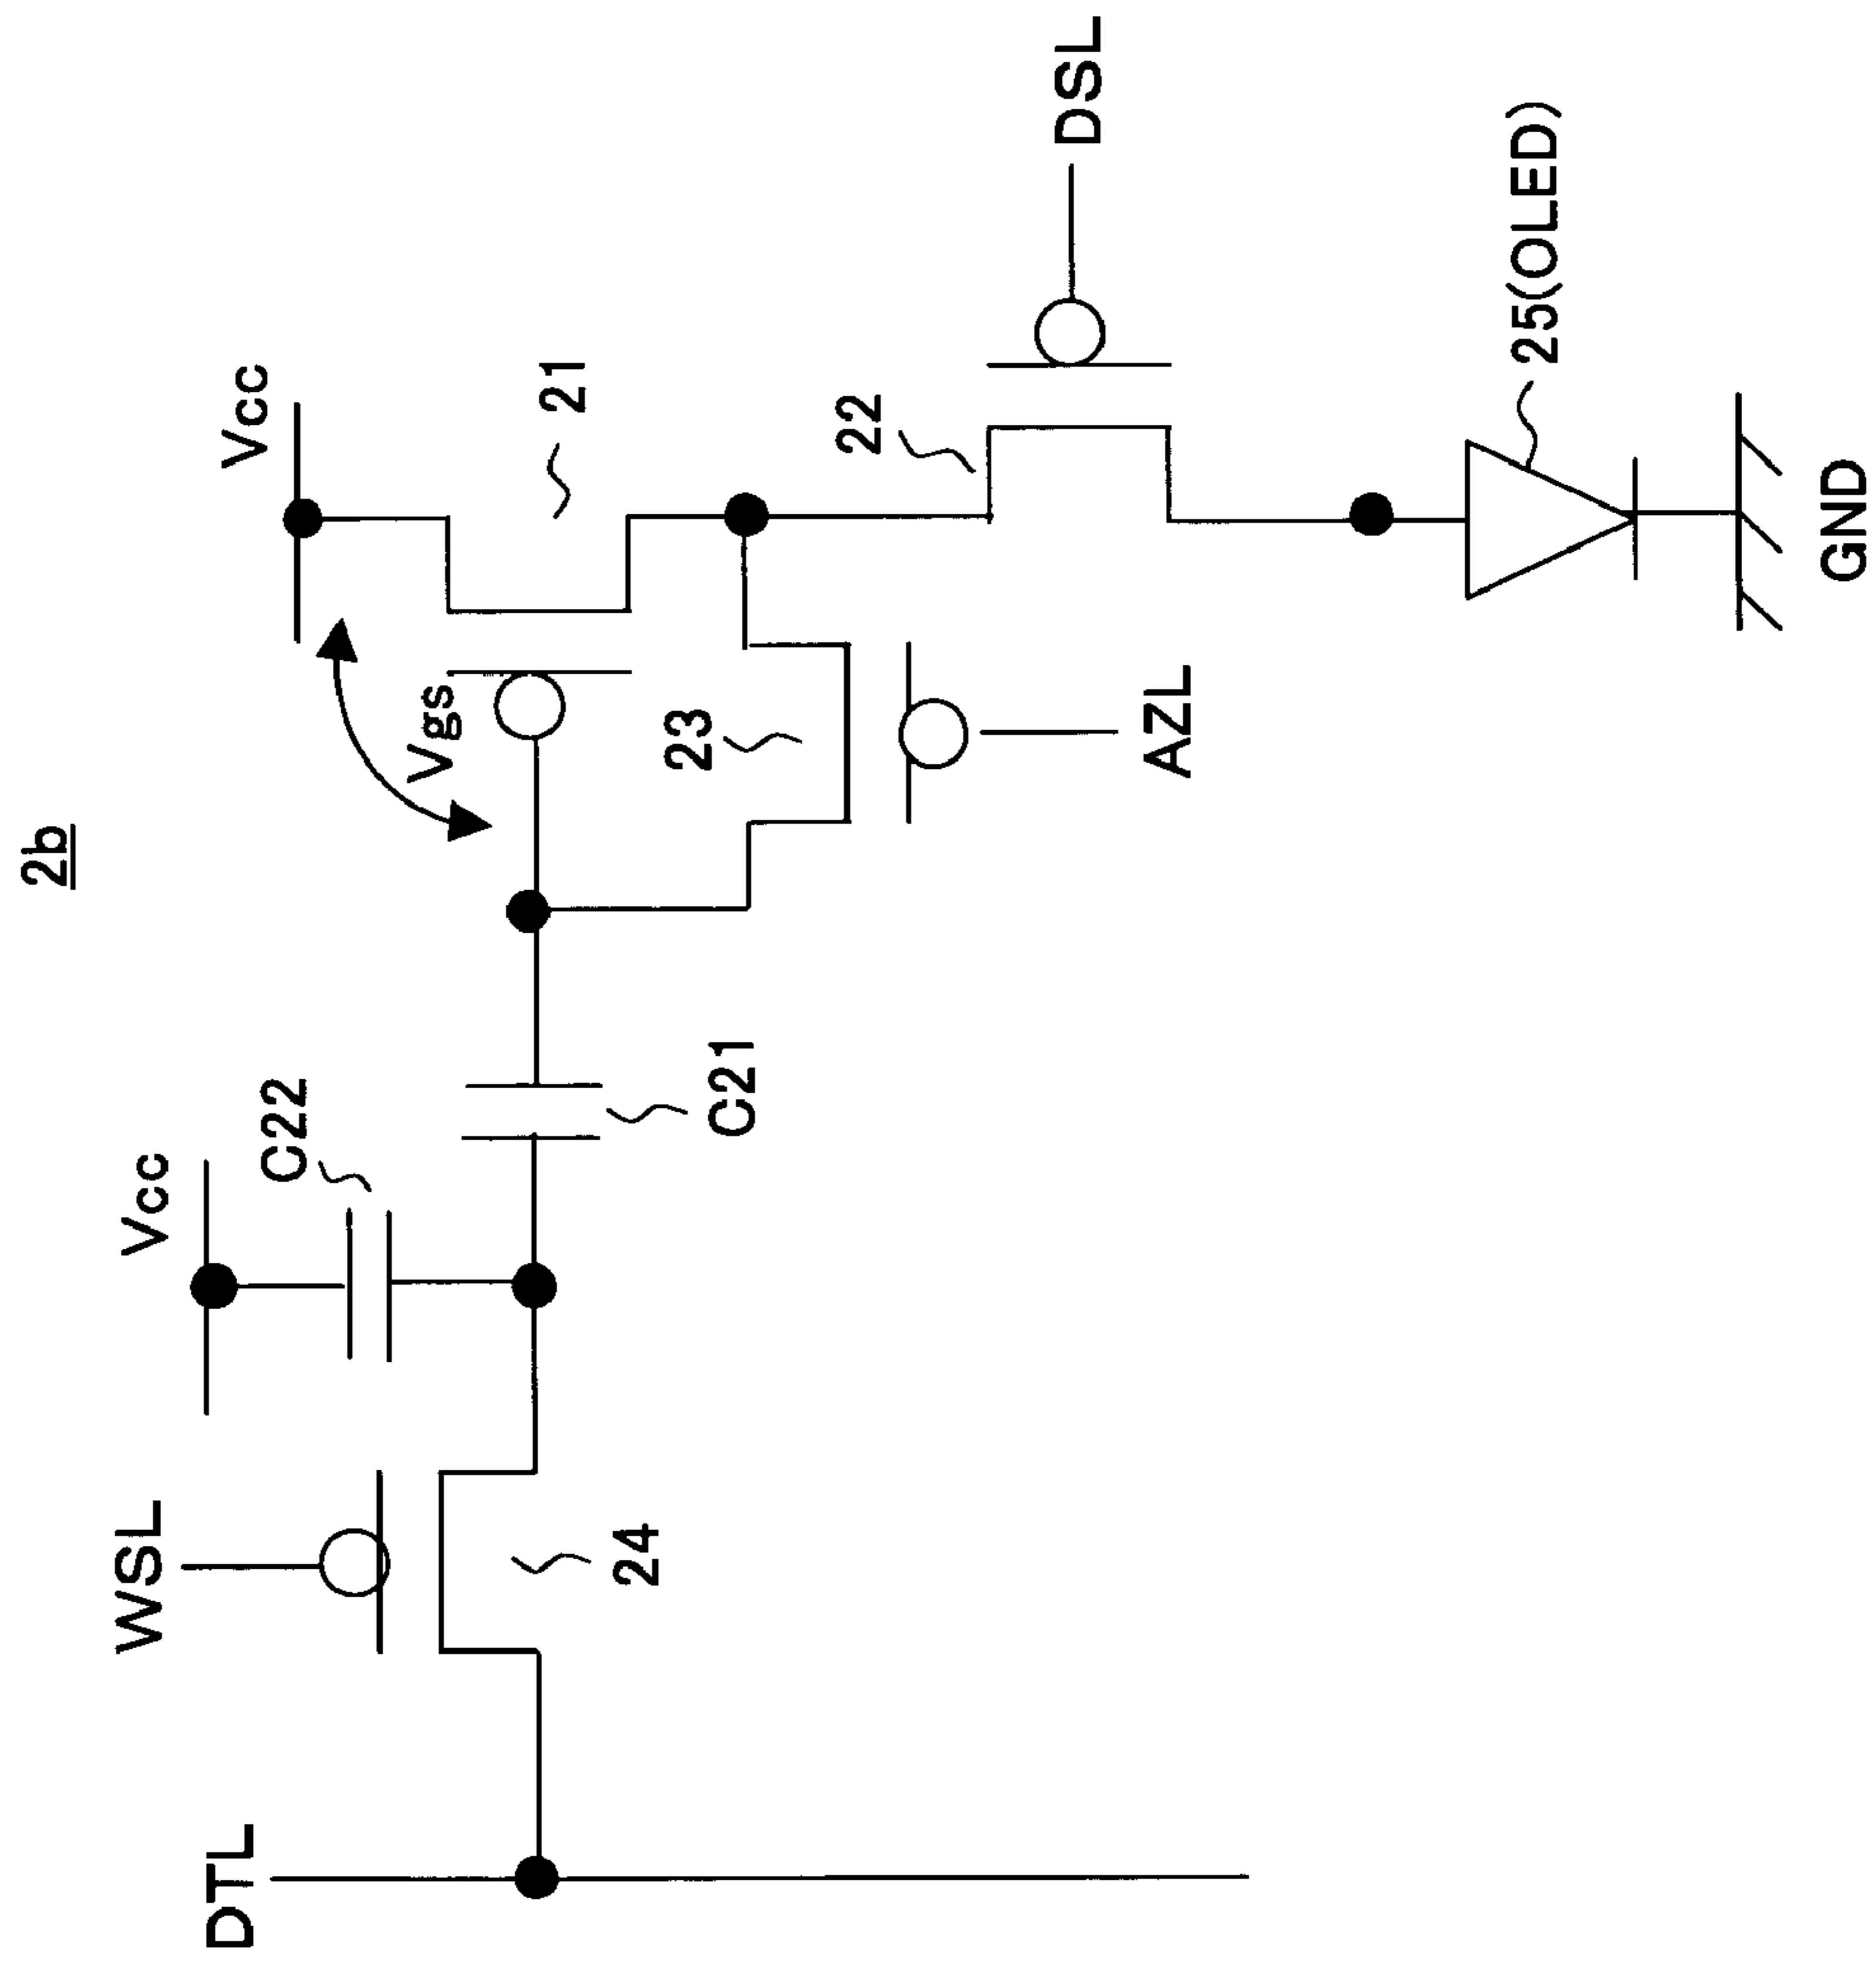 2b
Vcc
Vcc
WSL
C22
DTL
Vgs
21
24
C21
23
22
DSL
AZL
25(OLED)
GND